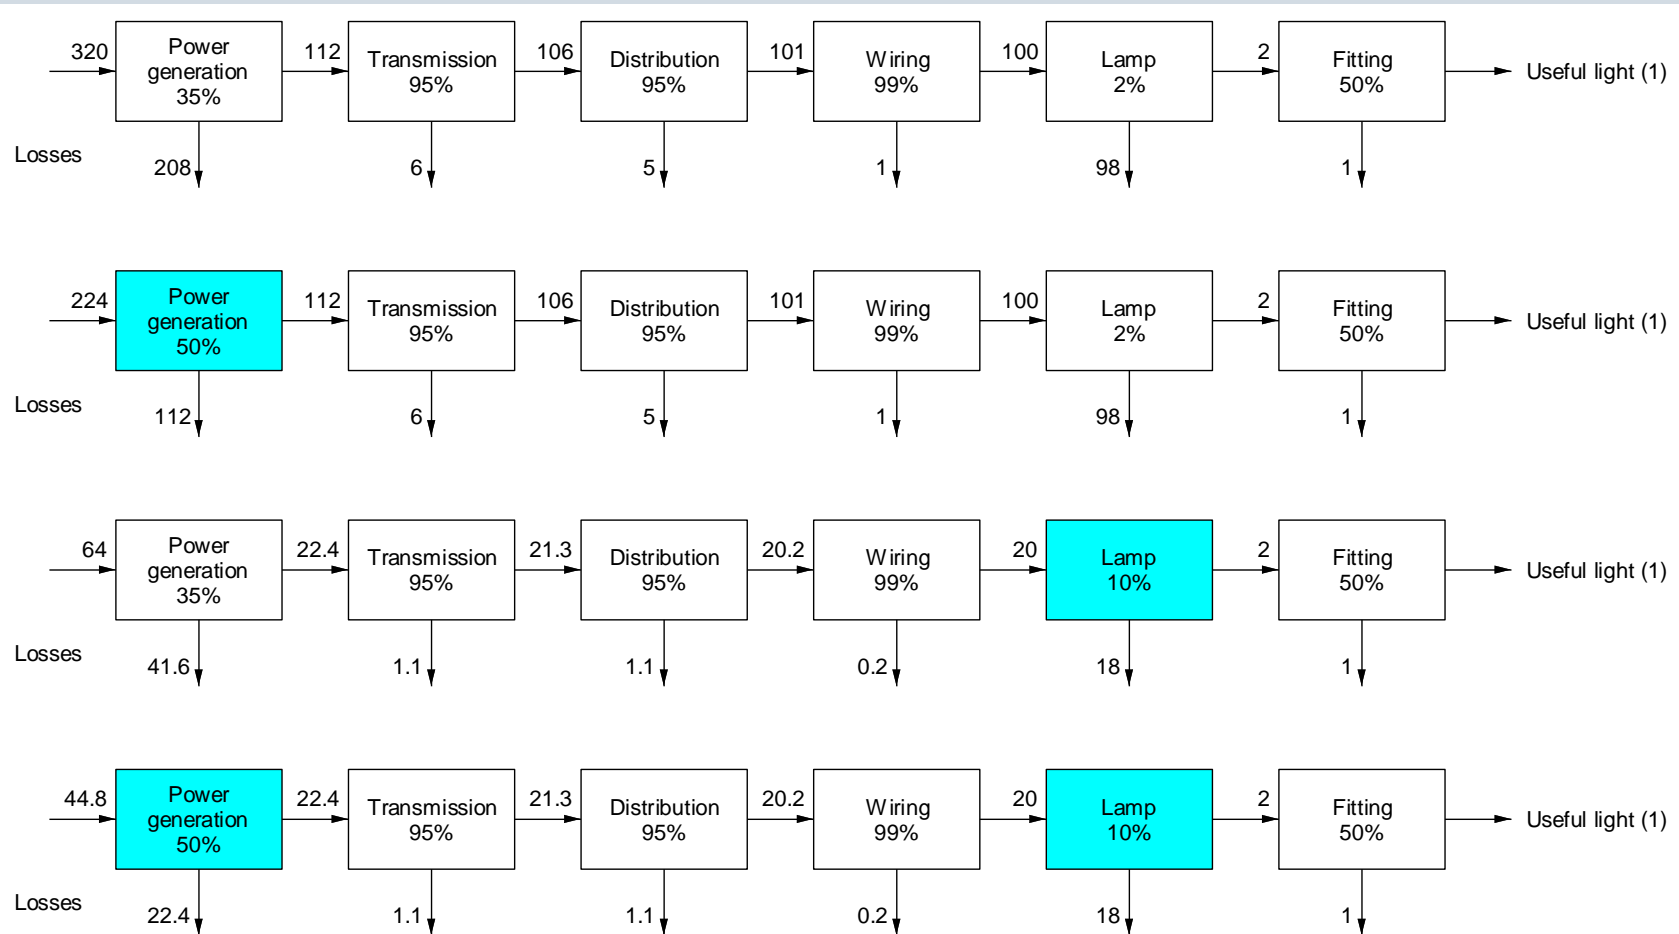 320 112 106 101 100 2
Power Transmission Distribution Wiring Lamp Fitting Useful light (1)
generation 95% 95% 99% 2% 50%
35%
Losses
208 6 5 1 98 1
224 112 106 101 100 2
Power Transmission Distribution Wiring Lamp Fitting Useful light (1)
generation 95% 95% 99% 2% 50%
50%
Losses
112 6 5 1 98 1
64 22.4 21.3 20.2 20 2
Power Transmission Distribution Wiring Lamp Fitting Useful light (1)
generation 95% 95% 99% 10% 50%
35%
Losses
41.6 1.1 1.1 0.2 18 1
44.8 22.4 21.3 20.2 20 2
Power Transmission Distribution Wiring Lamp Fitting Useful light (1)
generation 95% 95% 99% 10% 50%
50%
Losses
22.4 1.1 1.1 0.2 18 1